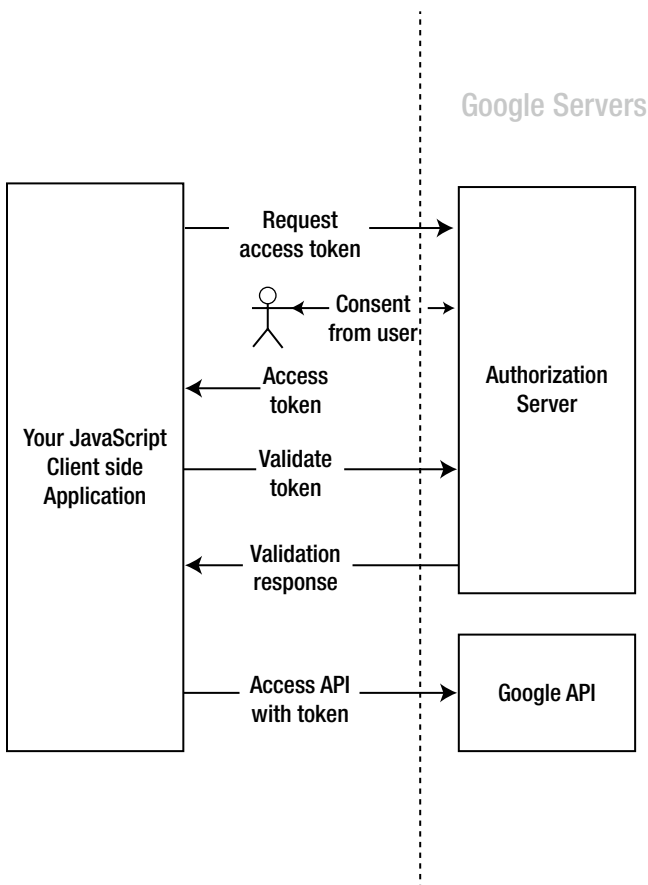 Google Servers
Request
access token
Consent
from user
Access
token
Your JavaScript
Client side
Application
Authorization
Server
Validate
token
Validation
response
Access API
with token
Google API